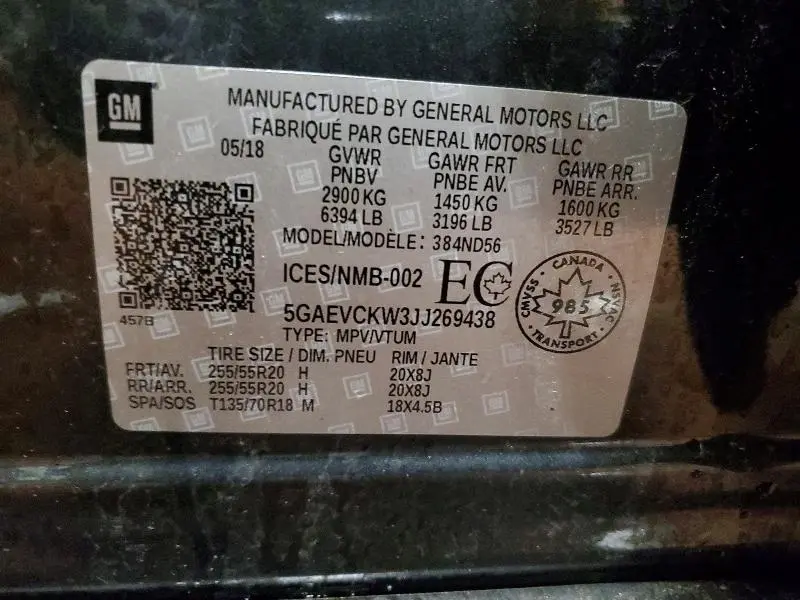 GM
MANUFACTURED BY GENERAL MOTORS LLC
FABRIQUÉ PAR GENERAL MOTORS LLC
05/18 GVWR GAWR FRT GAWR RR
PNBV PNBE AV. PNBE ARR.
2900 KG 1450 KG 1600 KG
6394 LB 3196 LB 3527 LB
MODEL/MODÈLE: 384ND56
ICES/NMB-002 EC
CANADA
CMVSS 985 NSVAC
TRANSPORT
457B
5GAEVCKW3JJ269438
TYPE: MPV/VTUM
TIRE SIZE / DIM. PNEU RIM / JANTE
FRT/AV. 255/55R20 H 20X8J
RR/ARR. 255/55R20 H 20X8J
SPA/SOS T135/70R18 M 18X4.5B